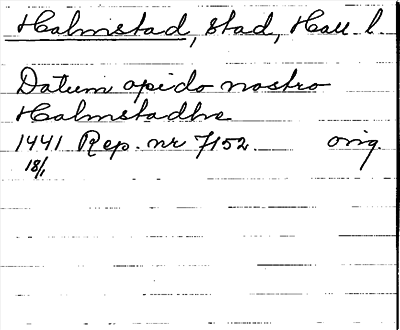 Halmstad, stad, Hall l.
Datum opido nostro
Halmstadhe
1441 Rep. nr 7152 orig.
18/1